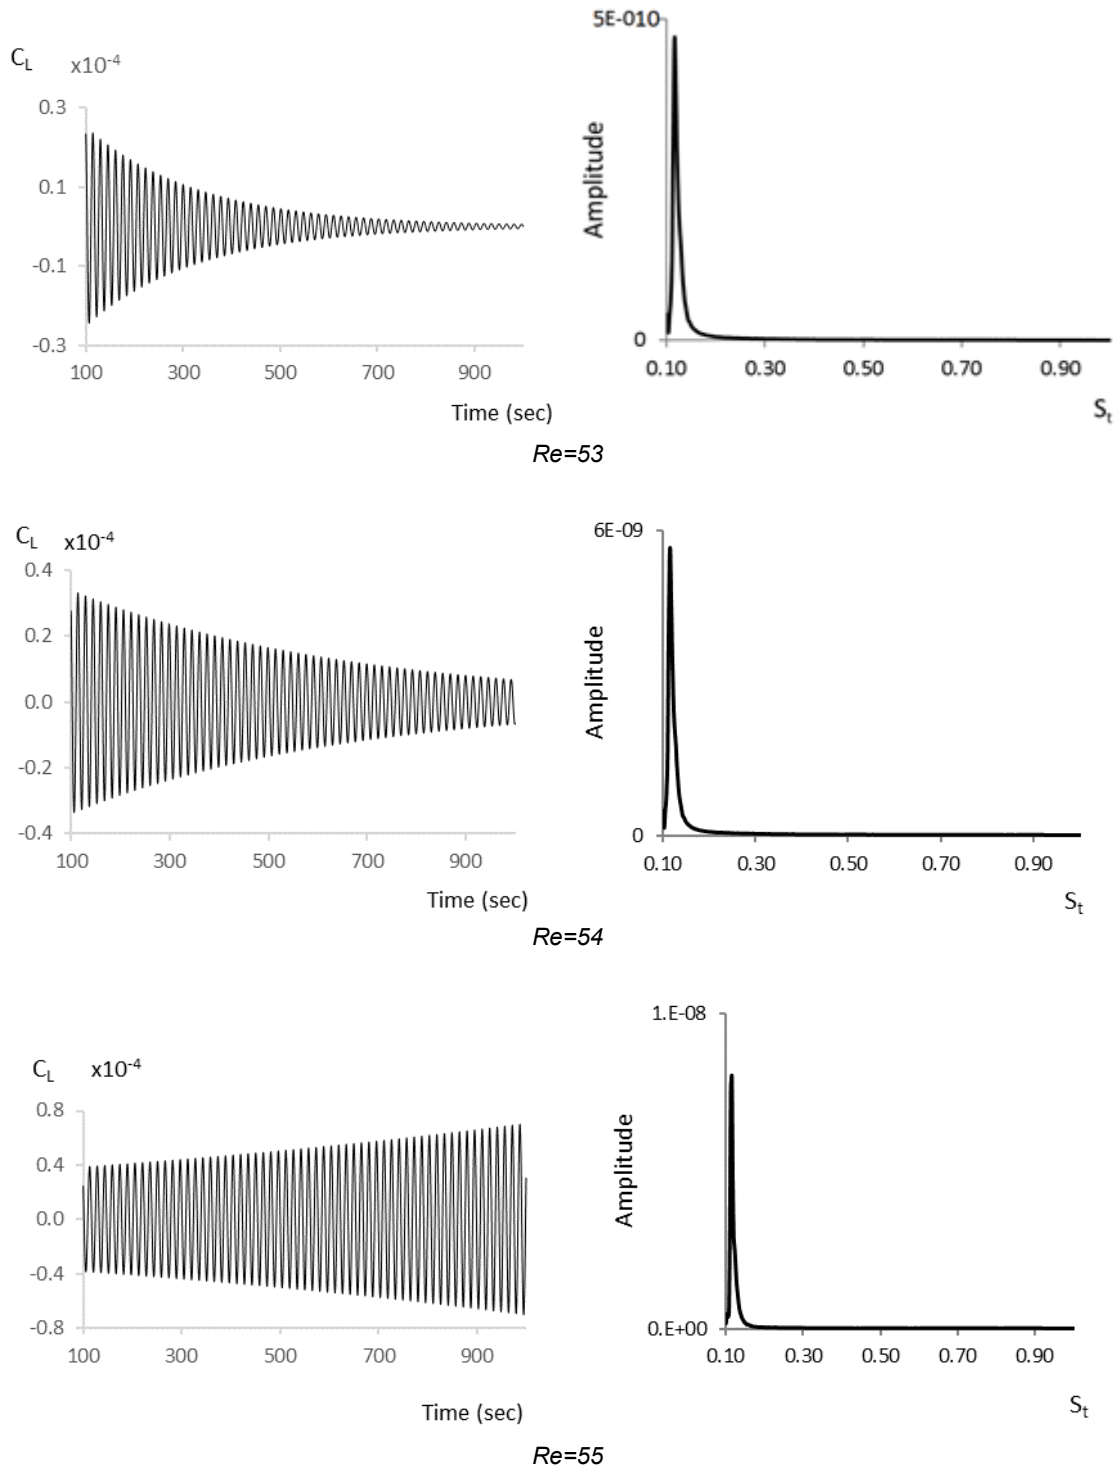 C_L x10^-4
0.3
0.1
-0.1
-0.3
100 300 500 700 900
Time (sec)
5E-010
Amplitude
0
0.10 0.30 0.50 0.70 0.90
S_t
Re=53
C_L x10^-4
0.4
0.2
0.0
-0.2
-0.4
100 300 500 700 900
Time (sec)
6E-09
Amplitude
0
0.10 0.30 0.50 0.70 0.90
S_t
Re=54
C_L x10^-4
0.8
0.4
0.0
-0.4
-0.8
100 300 500 700 900
Time (sec)
1.E-08
Amplitude
0.E+00
0.10 0.30 0.50 0.70 0.90
S_t
Re=55